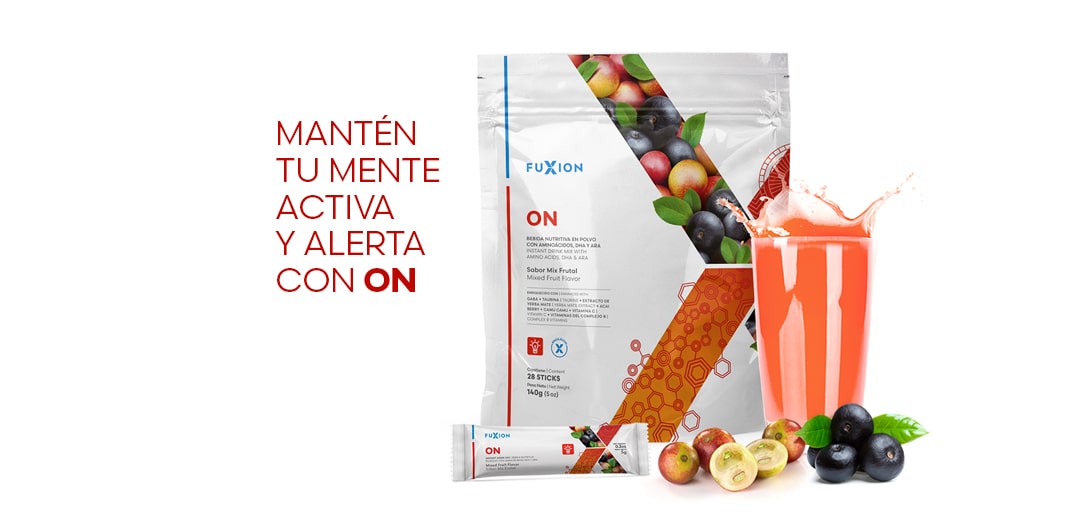 MANTÉN
TU MENTE
ACTIVA
Y ALERTA
CON ON
FUXION
ON
BEBIDA NUTRITIVA EN POLVO
CON AMINOÁCIDOS, DHA Y ARA
INSTANT DRINK MIX WITH
AMINO ACIDS, DHA & ARA
Sabor Mix Frutal
Mixed Fruit Flavor
GABA + TAURINA | TAURINE + EXTRACTO DE
YERBA MATE | YERBA MATE EXTRACT + ACAI
BERRY + CAMU CAMU + VITAMINA C |
VITAMIN C + VITAMINAS DEL COMPLEJO B |
COMPLEX B VITAMINS
Contiene | Content
28 STICKS
Peso Neto | Net Weight
140g (5 oz)
FUXION
ON
Mixed Fruit Flavor
Sabor Mix Frutal
5g